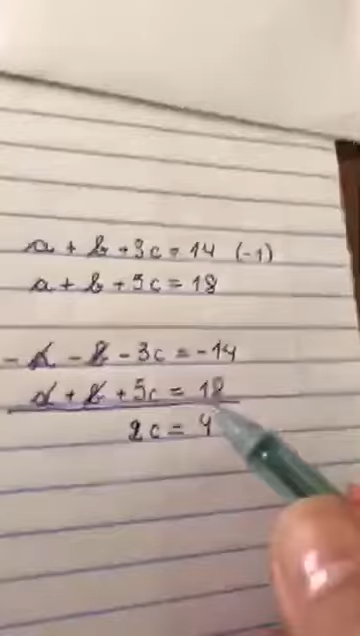 a + b + 3c = 14 (-1)
a + b + 5c = 18
- a - b - 3c = -14
a + b + 5c = 18
2c = 4